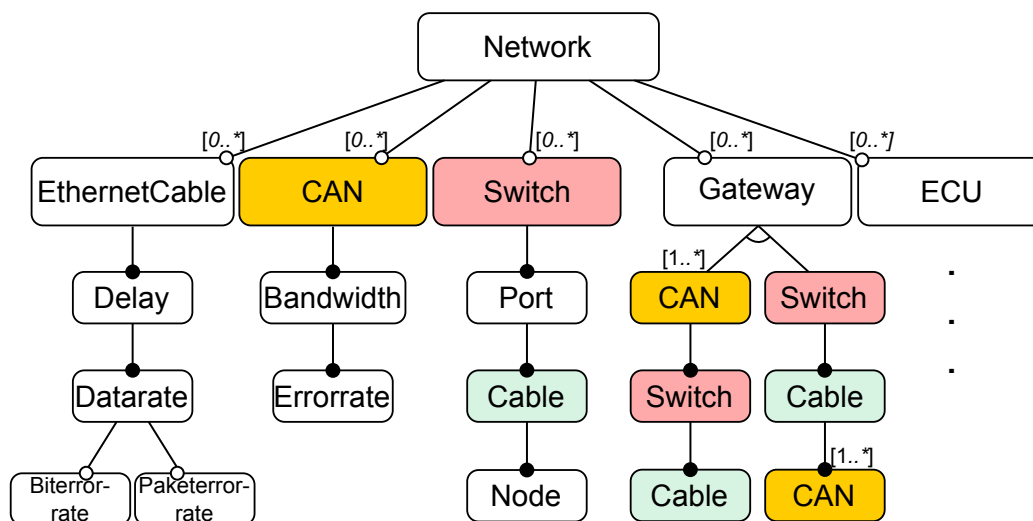 Network
[0..*] [0..*] [0..*] [0..*] [0..*]
EthernetCable CAN Switch Gateway ECU
[1..*]
Delay Bandwidth Port CAN Switch
Datarate Errorrate Cable Switch Cable
[1..*]
Biterror-
rate
Paketerror-
rate
Node Cable CAN